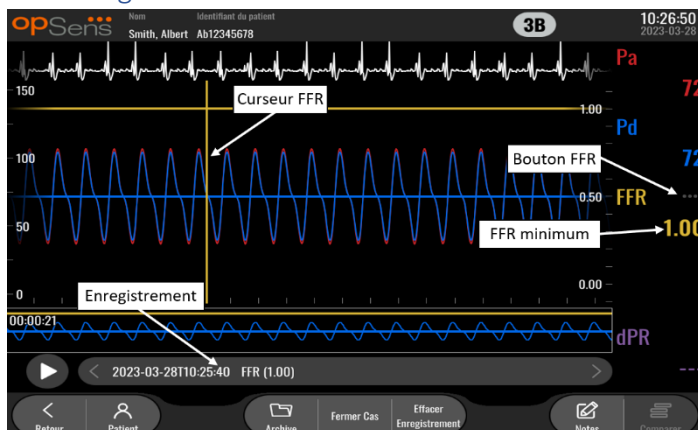 opSens
Nom Identifiant du patient
Smith, Albert Ab12345678
3B
10:26:50
2023-03-28
Pa
72
150
Curseur FFR
1.00
Pd
72
100
Bouton FFR
---
0.50
FFR
1.00
50
FFR minimum
0.00
0
Enregistrement
00:00:21
dPR
---
2023-03-28T10:25:40 FFR (1.00)
Retour
Patient
Archive
Fermer Cas
Effacer
Enregistrement
Notes